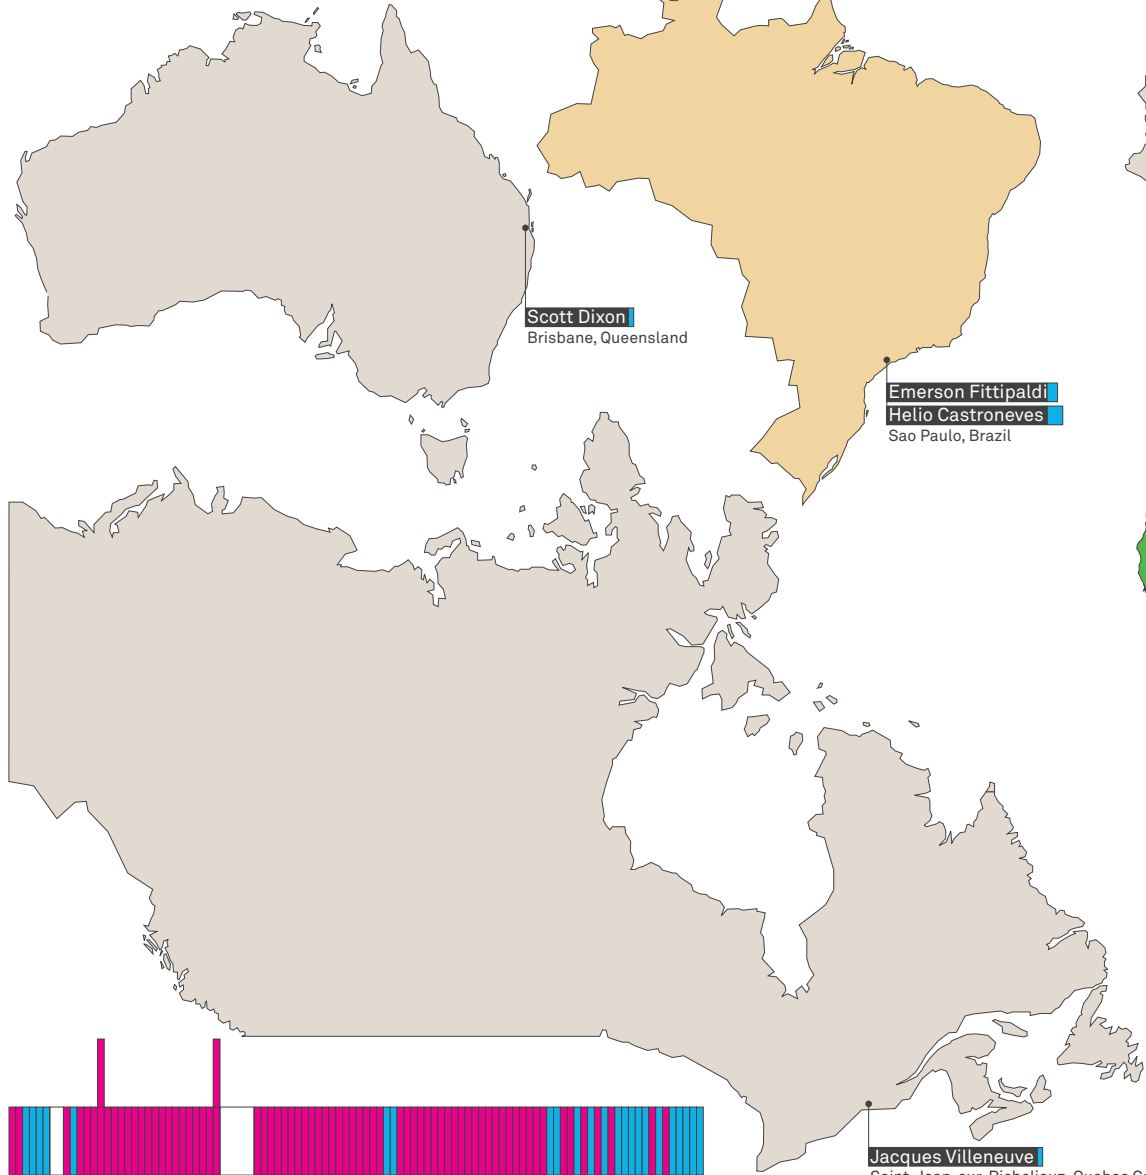 Scott Dixon
Brisbane, Queensland
Emerson Fittipaldi
Helio Castroneves
Sao Paulo, Brazil
Jacques Villeneuve